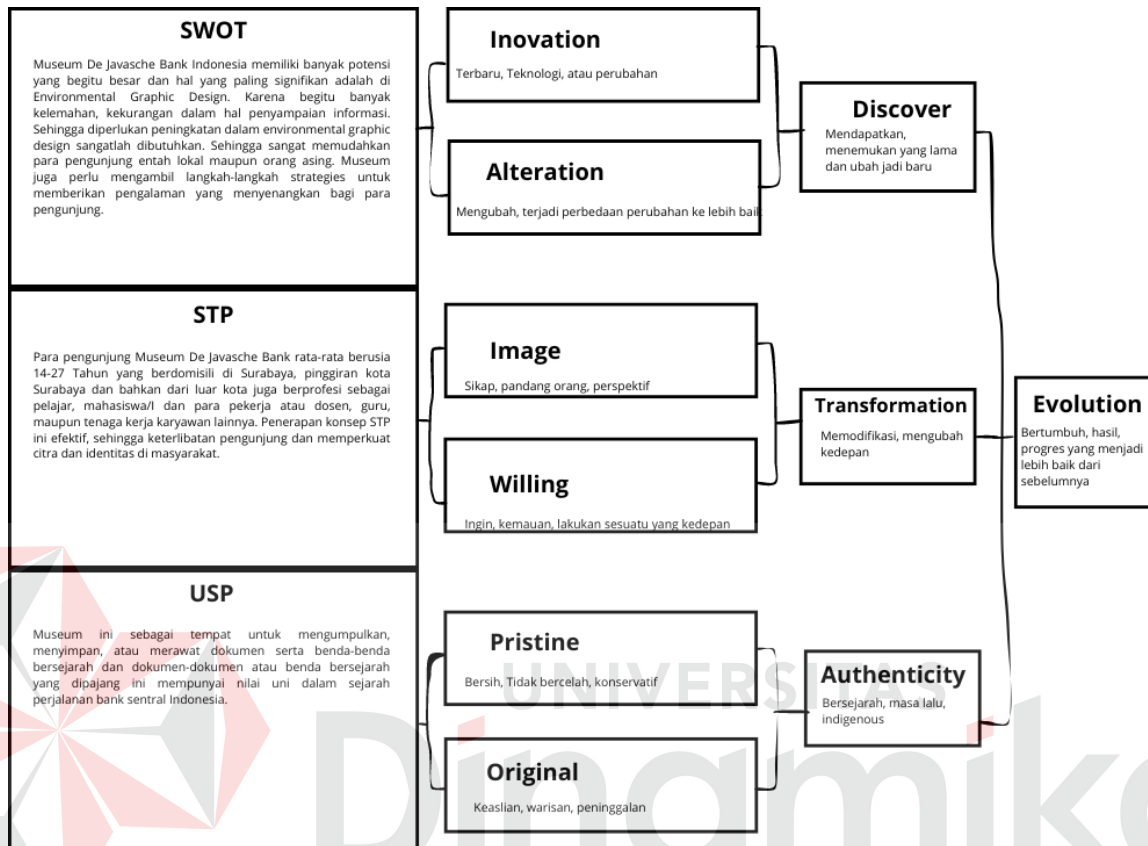 SWOT
Museum De Javasche Bank Indonesia memiliki banyak potensi
yang begitu besar dan hal yang paling signifikan adalah di
Environmental Graphic Design. Karena begitu banyak
kelemahan, kekurangan dalam hal penyampaian informasi.
Sehingga diperlukan peningkatan dalam environmental graphic
design sangatlah dibutuhkan. Sehingga sangat memudahkan
para pengunjung entah lokal maupun orang asing. Museum
juga perlu mengambil langkah-langkah strategies untuk
memberikan pengalaman yang menyenangkan bagi para
pengunjung.
Inovation
Terbaru, Teknologi, atau perubahan
Alteration
Mengubah, terjadi perbedaan perubahan ke lebih baik
Discover
Mendapatkan,
menemukan yang lama
dan ubah jadi baru
STP
Para pengunjung Museum De Javasche Bank rata-rata berusia
14-27 Tahun yang berdomisili di Surabaya, pinggiran kota
Surabaya dan bahkan dari luar kota juga berprofesi sebagai
pelajar, mahasiswa/I dan para pekerja atau dosen, guru,
maupun tenaga kerja karyawan lainnya. Penerapan konsep STP
ini efektif, sehingga keterlibatan pengunjung dan memperkuat
citra dan identitas di masyarakat.
Image
Sikap, pandang orang, perspektif
Willing
Ingin, kemauan, lakukan sesuatu yang kedepan
Transformation
Memodifikasi, mengubah
kedepan
Evolution
Bertumbuh, hasil,
progres yang menjadi
lebih baik dari
sebelumnya
USP
Museum ini sebagai tempat untuk mengumpulkan,
menyimpan, atau merawat dokumen serta benda-benda
bersejarah dan dokumen-dokumen atau benda bersejarah
yang dipajang ini mempunyai nilai uni dalam sejarah
perjalanan bank sentral Indonesia.
Pristine
Bersih, Tidak bercelah, konservatif
Original
Keaslian, warisan, peninggalan
Authenticity
Bersejarah, masa lalu,
indigenous
UNIVERSITAS
Dinamika